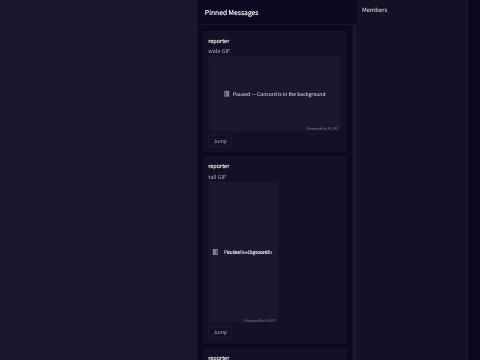 Pinned Messages
Members
reporter
wide GIF
Paused — Concord is in the background
Powered by KLIPY
Jump
reporter
tall GIF
Powered by KLIPY
Jump
reporter